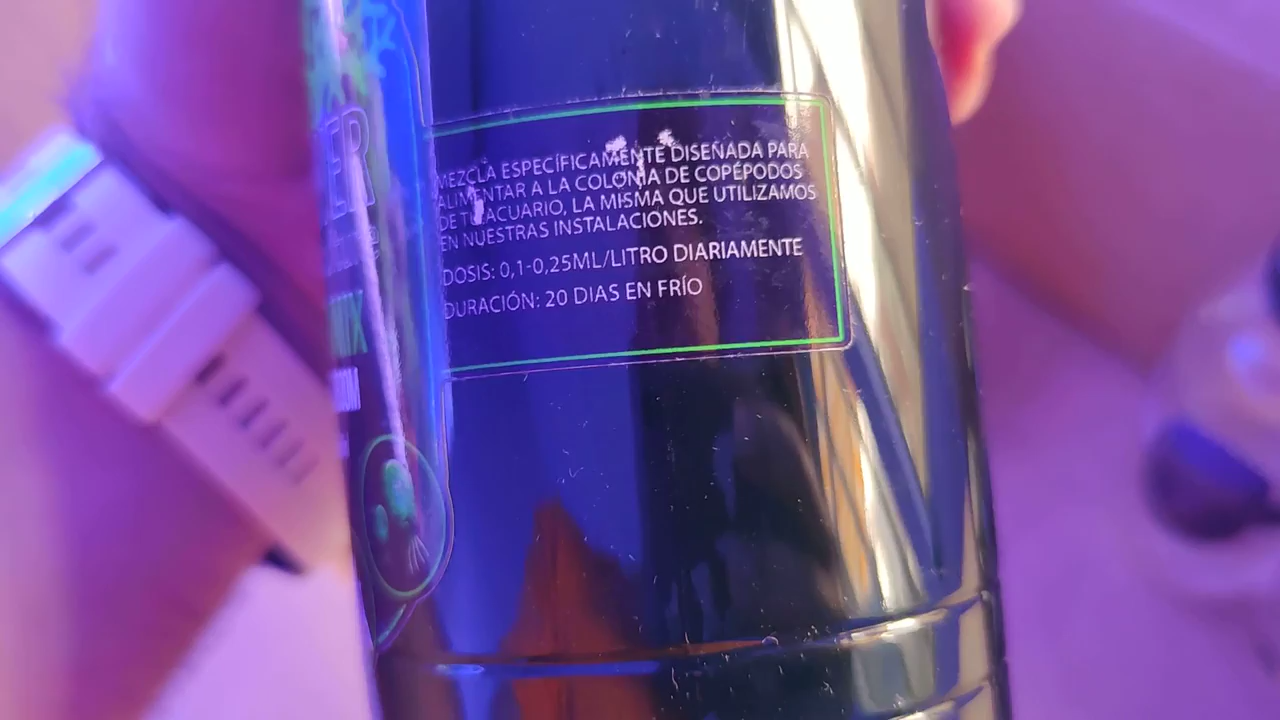 MEZCLA ESPECÍFICAMENTE DISEÑADA PARA
ALIMENTAR A LA COLONIA DE COPÉPODOS
DE TU ACUARIO, LA MISMA QUE UTILIZAMOS
EN NUESTRAS INSTALACIONES.
DOSIS: 0,1-0,25ML/LITRO DIARIAMENTE
DURACIÓN: 20 DIAS EN FRÍO